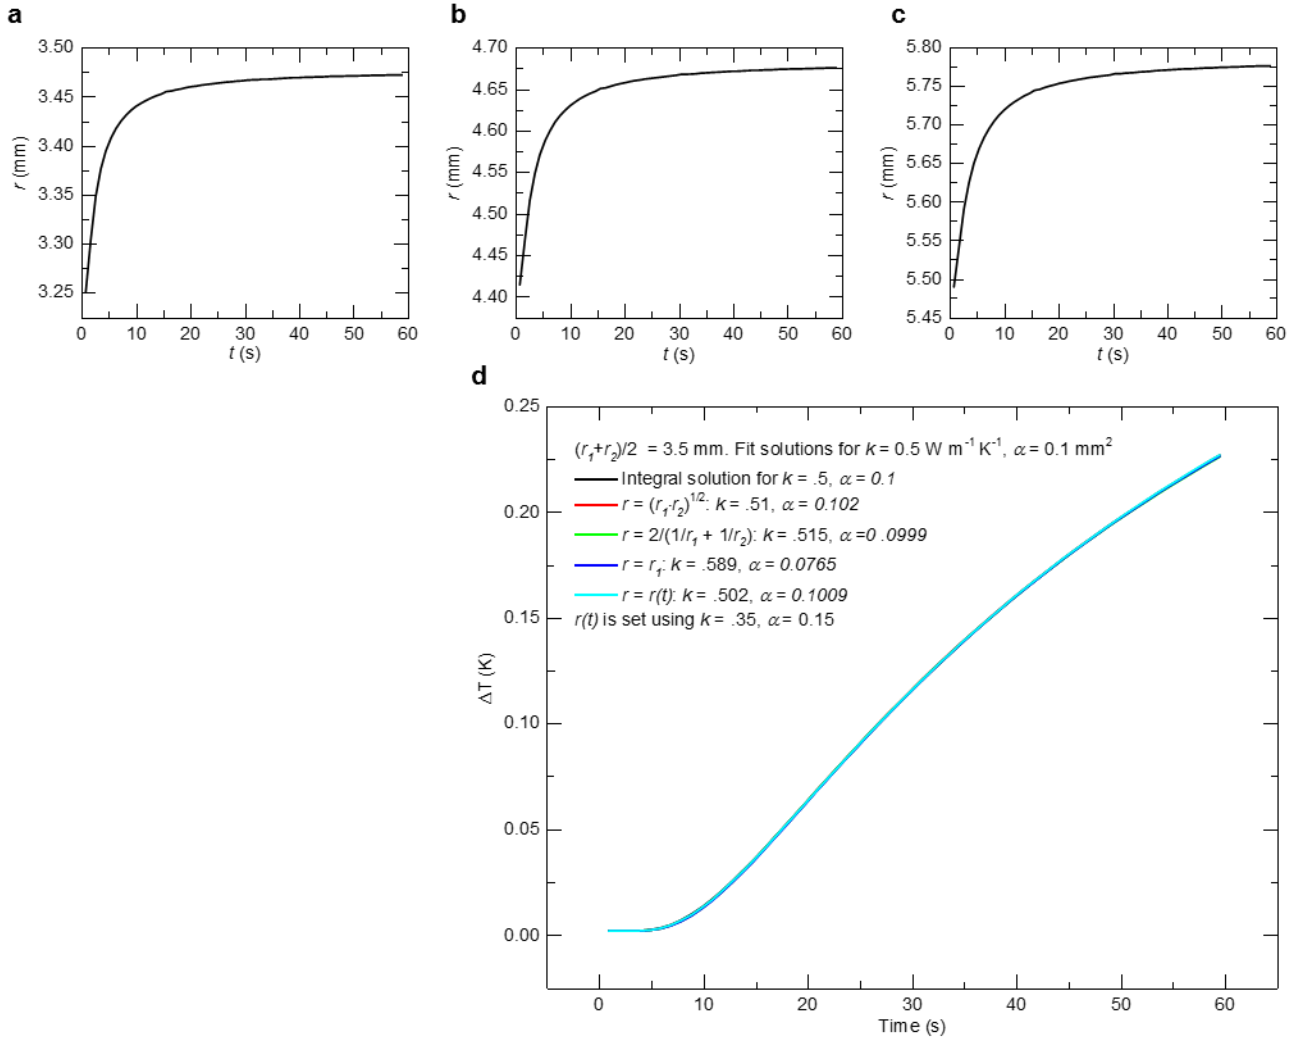 a
3.50
3.45
3.40
3.35
3.30
3.25
r (mm)
0 10 20 30 40 50 60
t (s)
b
4.70
4.65
4.60
4.55
4.50
4.45
4.40
r (mm)
0 10 20 30 40 50 60
t (s)
c
5.80
5.75
5.70
5.65
5.60
5.55
5.50
5.45
r (mm)
0 10 20 30 40 50 60
t (s)
d
0.25
0.20
0.15
0.10
0.05
0.00
ΔT (K)
(r₁+r₂)/2 = 3.5 mm. Fit solutions for k = 0.5 W m⁻¹ K⁻¹, α = 0.1 mm²
Integral solution for k = .5, α = 0.1
r = (r₁·r₂)^1/2: k = .51, α = 0.102
r = 2/(1/r₁ + 1/r₂): k = .515, α =0 .0999
r = r₁: k = .589, α = 0.0765
r = r(t): k = .502, α = 0.1009
r(t) is set using k = .35, α = 0.15
0 10 20 30 40 50 60
Time (s)